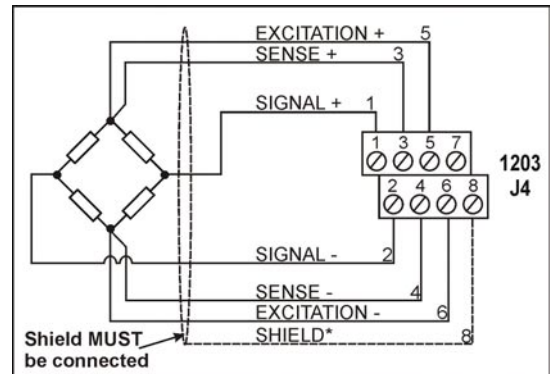 EXCITATION + 5
SENSE + 3
SIGNAL + 1
1 3 5 7
1203
J4
2 4 6 8
SIGNAL - 2
SENSE - 4
EXCITATION - 6
SHIELD* 8
Shield MUST
be connected